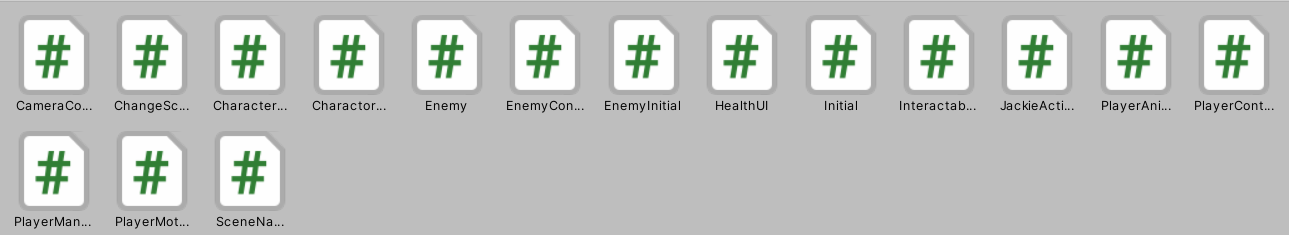 CameraCo... ChangeSc... Character... Charactor... Enemy EnemyCon... EnemyInitial HealthUI Initial Interactab... JackieActi... PlayerAni... PlayerCont...
PlayerMan... PlayerMot... SceneNa...